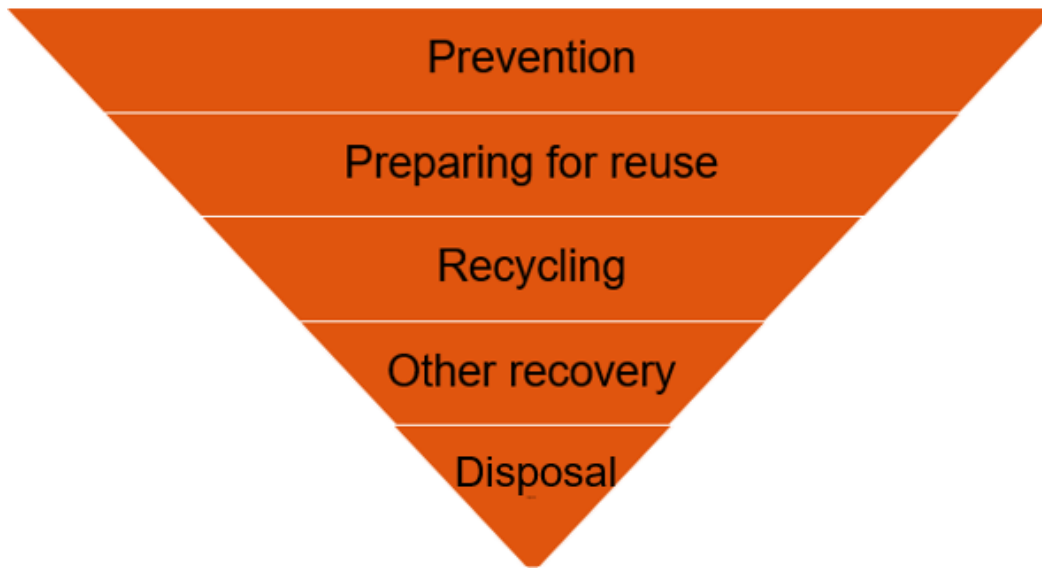 Prevention
Preparing for reuse
Recycling
Other recovery
Disposal